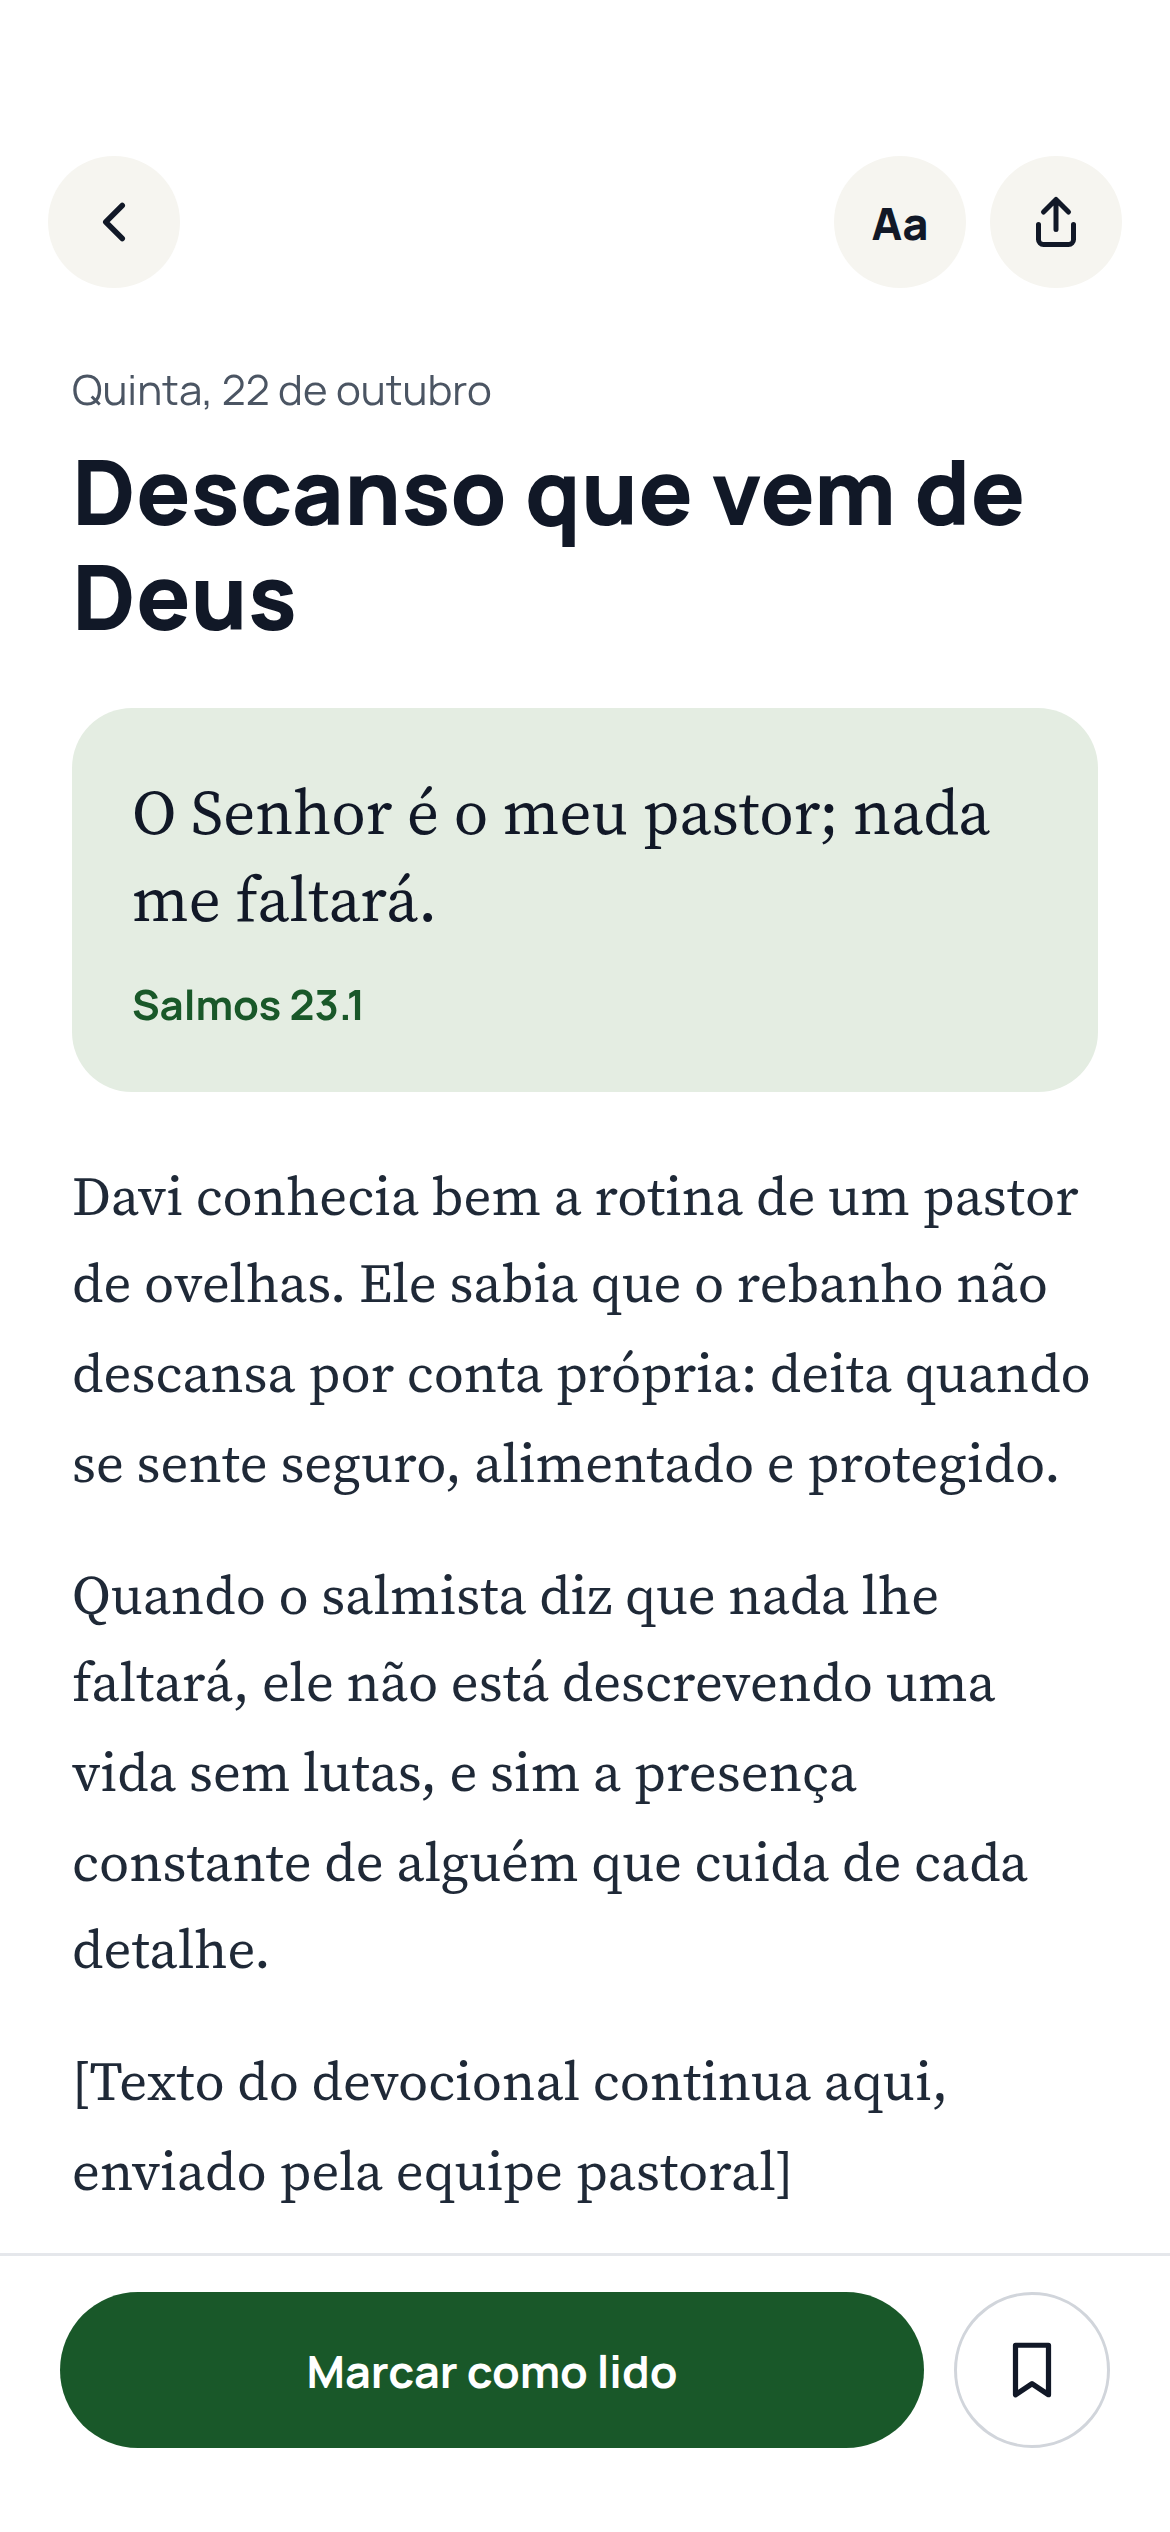 Aa
Quinta, 22 de outubro
Descanso que vem de
Deus
O Senhor é o meu pastor; nada
me faltará.
Salmos 23.1
Davi conhecia bem a rotina de um pastor
de ovelhas. Ele sabia que o rebanho não
descansa por conta própria: deita quando
se sente seguro, alimentado e protegido.
Quando o salmista diz que nada lhe
faltará, ele não está descrevendo uma
vida sem lutas, e sim a presença
constante de alguém que cuida de cada
detalhe.
[Texto do devocional continua aqui,
enviado pela equipe pastoral]
Marcar como lido